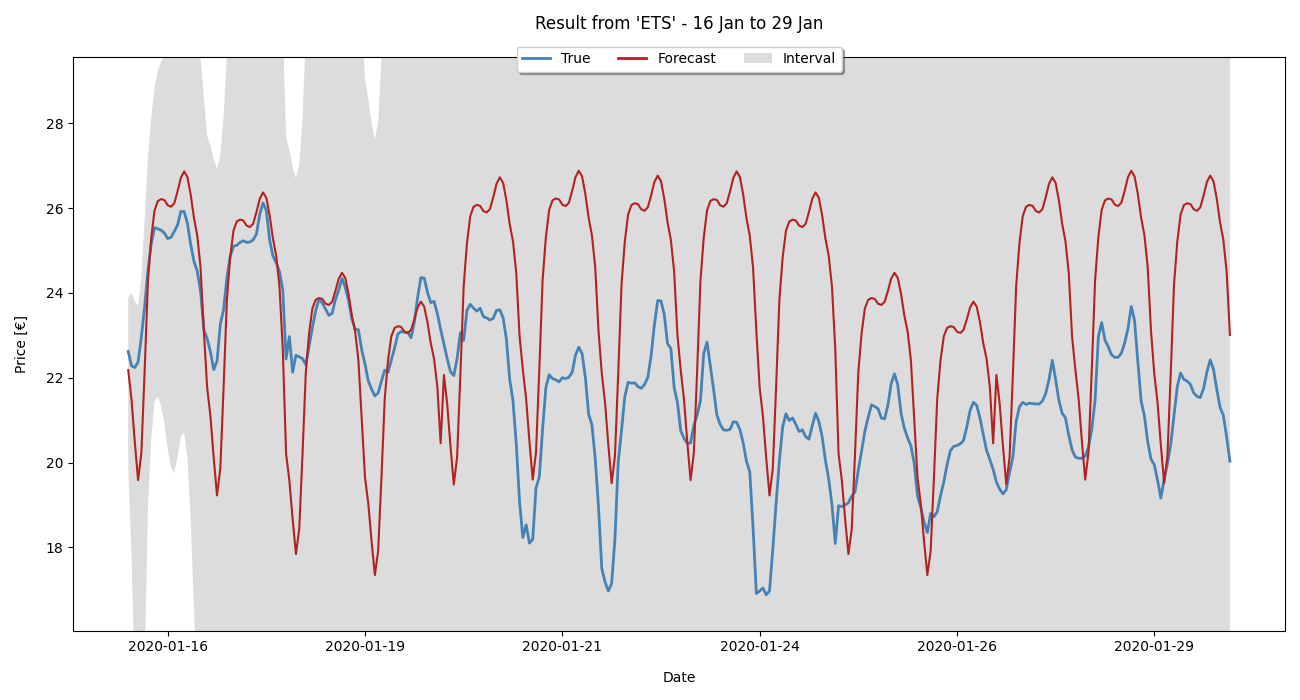 Result from 'ETS' - 16 Jan to 29 Jan
True Forecast Interval
Price [€]
28
26
24
22
20
18
2020-01-16 2020-01-19 2020-01-21 2020-01-24 2020-01-26 2020-01-29
Date